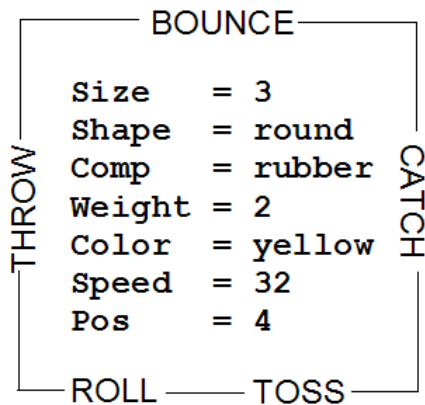 BOUNCE
Size = 3
Shape = round
Comp = rubber
Weight = 2
Color = yellow
Speed = 32
Pos = 4
THROW
CATCH
ROLL
TOSS